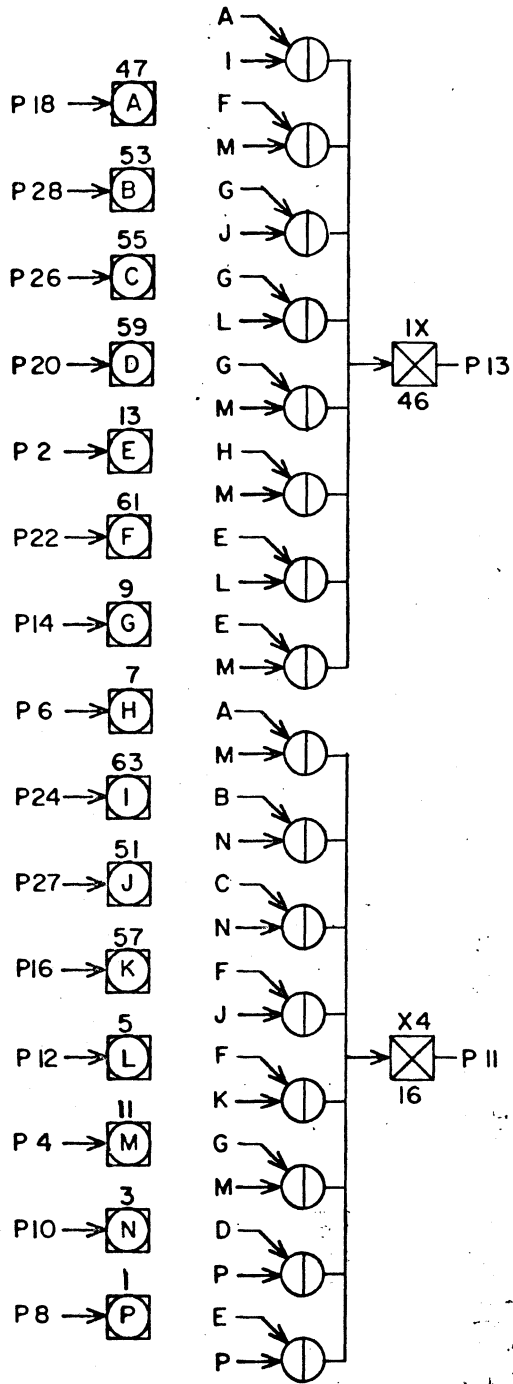 47
P18 A
53
P28 B
55
P26 C
59
P20 D
13
P2 E
61
P22 F
9
P14 G
7
P6 H
63
P24 I
51
P27 J
57
P16 K
5
P12 L
11
P4 M
3
P10 N
1
P8 P
A
I
F
M
G
J
G
L
G
M
H
M
E
L
E
M
1X
P13
46
A
M
B
N
C
N
F
J
F
K
G
M
D
P
E
P
X4
P11
16